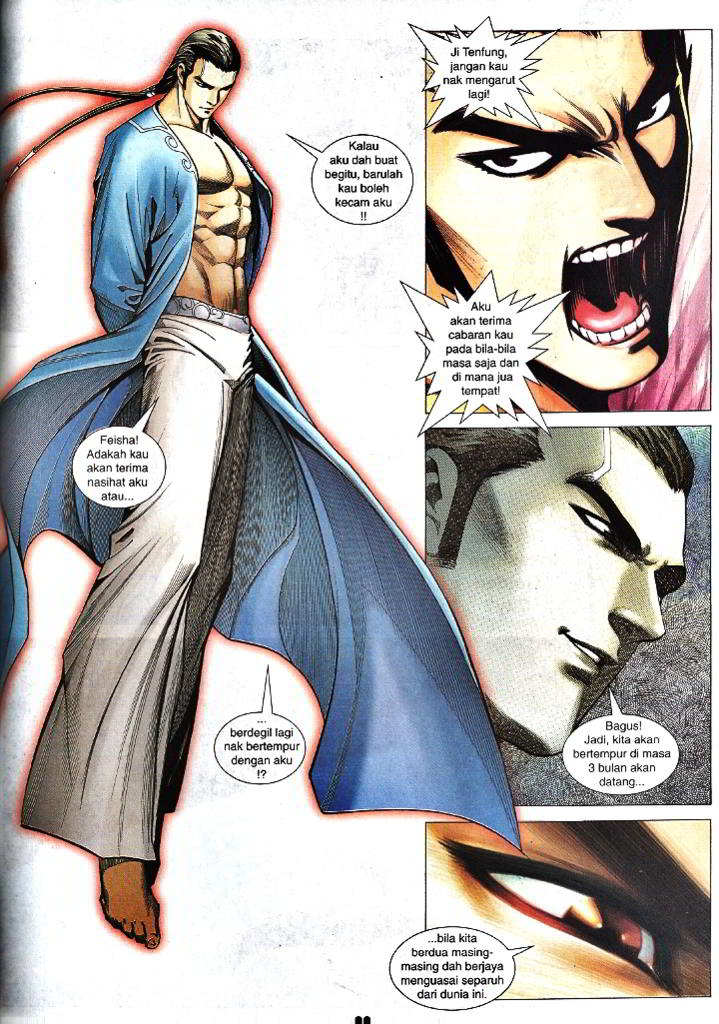 Kalau
aku dah buat
begitu, barulah
kau boleh
kecam aku
!!
Feisha!
Adakah kau
akan terima
nasihat aku
atau...
...
berdegil lagi
nak bertempur
dengan aku
!?
Ji Tenfung,
jangan kau
nak mengarut
lagi!
Aku
akan terima
cabaran kau
pada bila-bila
masa saja dan
di mana jua
tempat!
Bagus!
Jadi, kita akan
bertempur di masa
3 bulan akan
datang...
...bila kita
berdua masing-
masing dah berjaya
menguasai separuh
dari dunia ini.